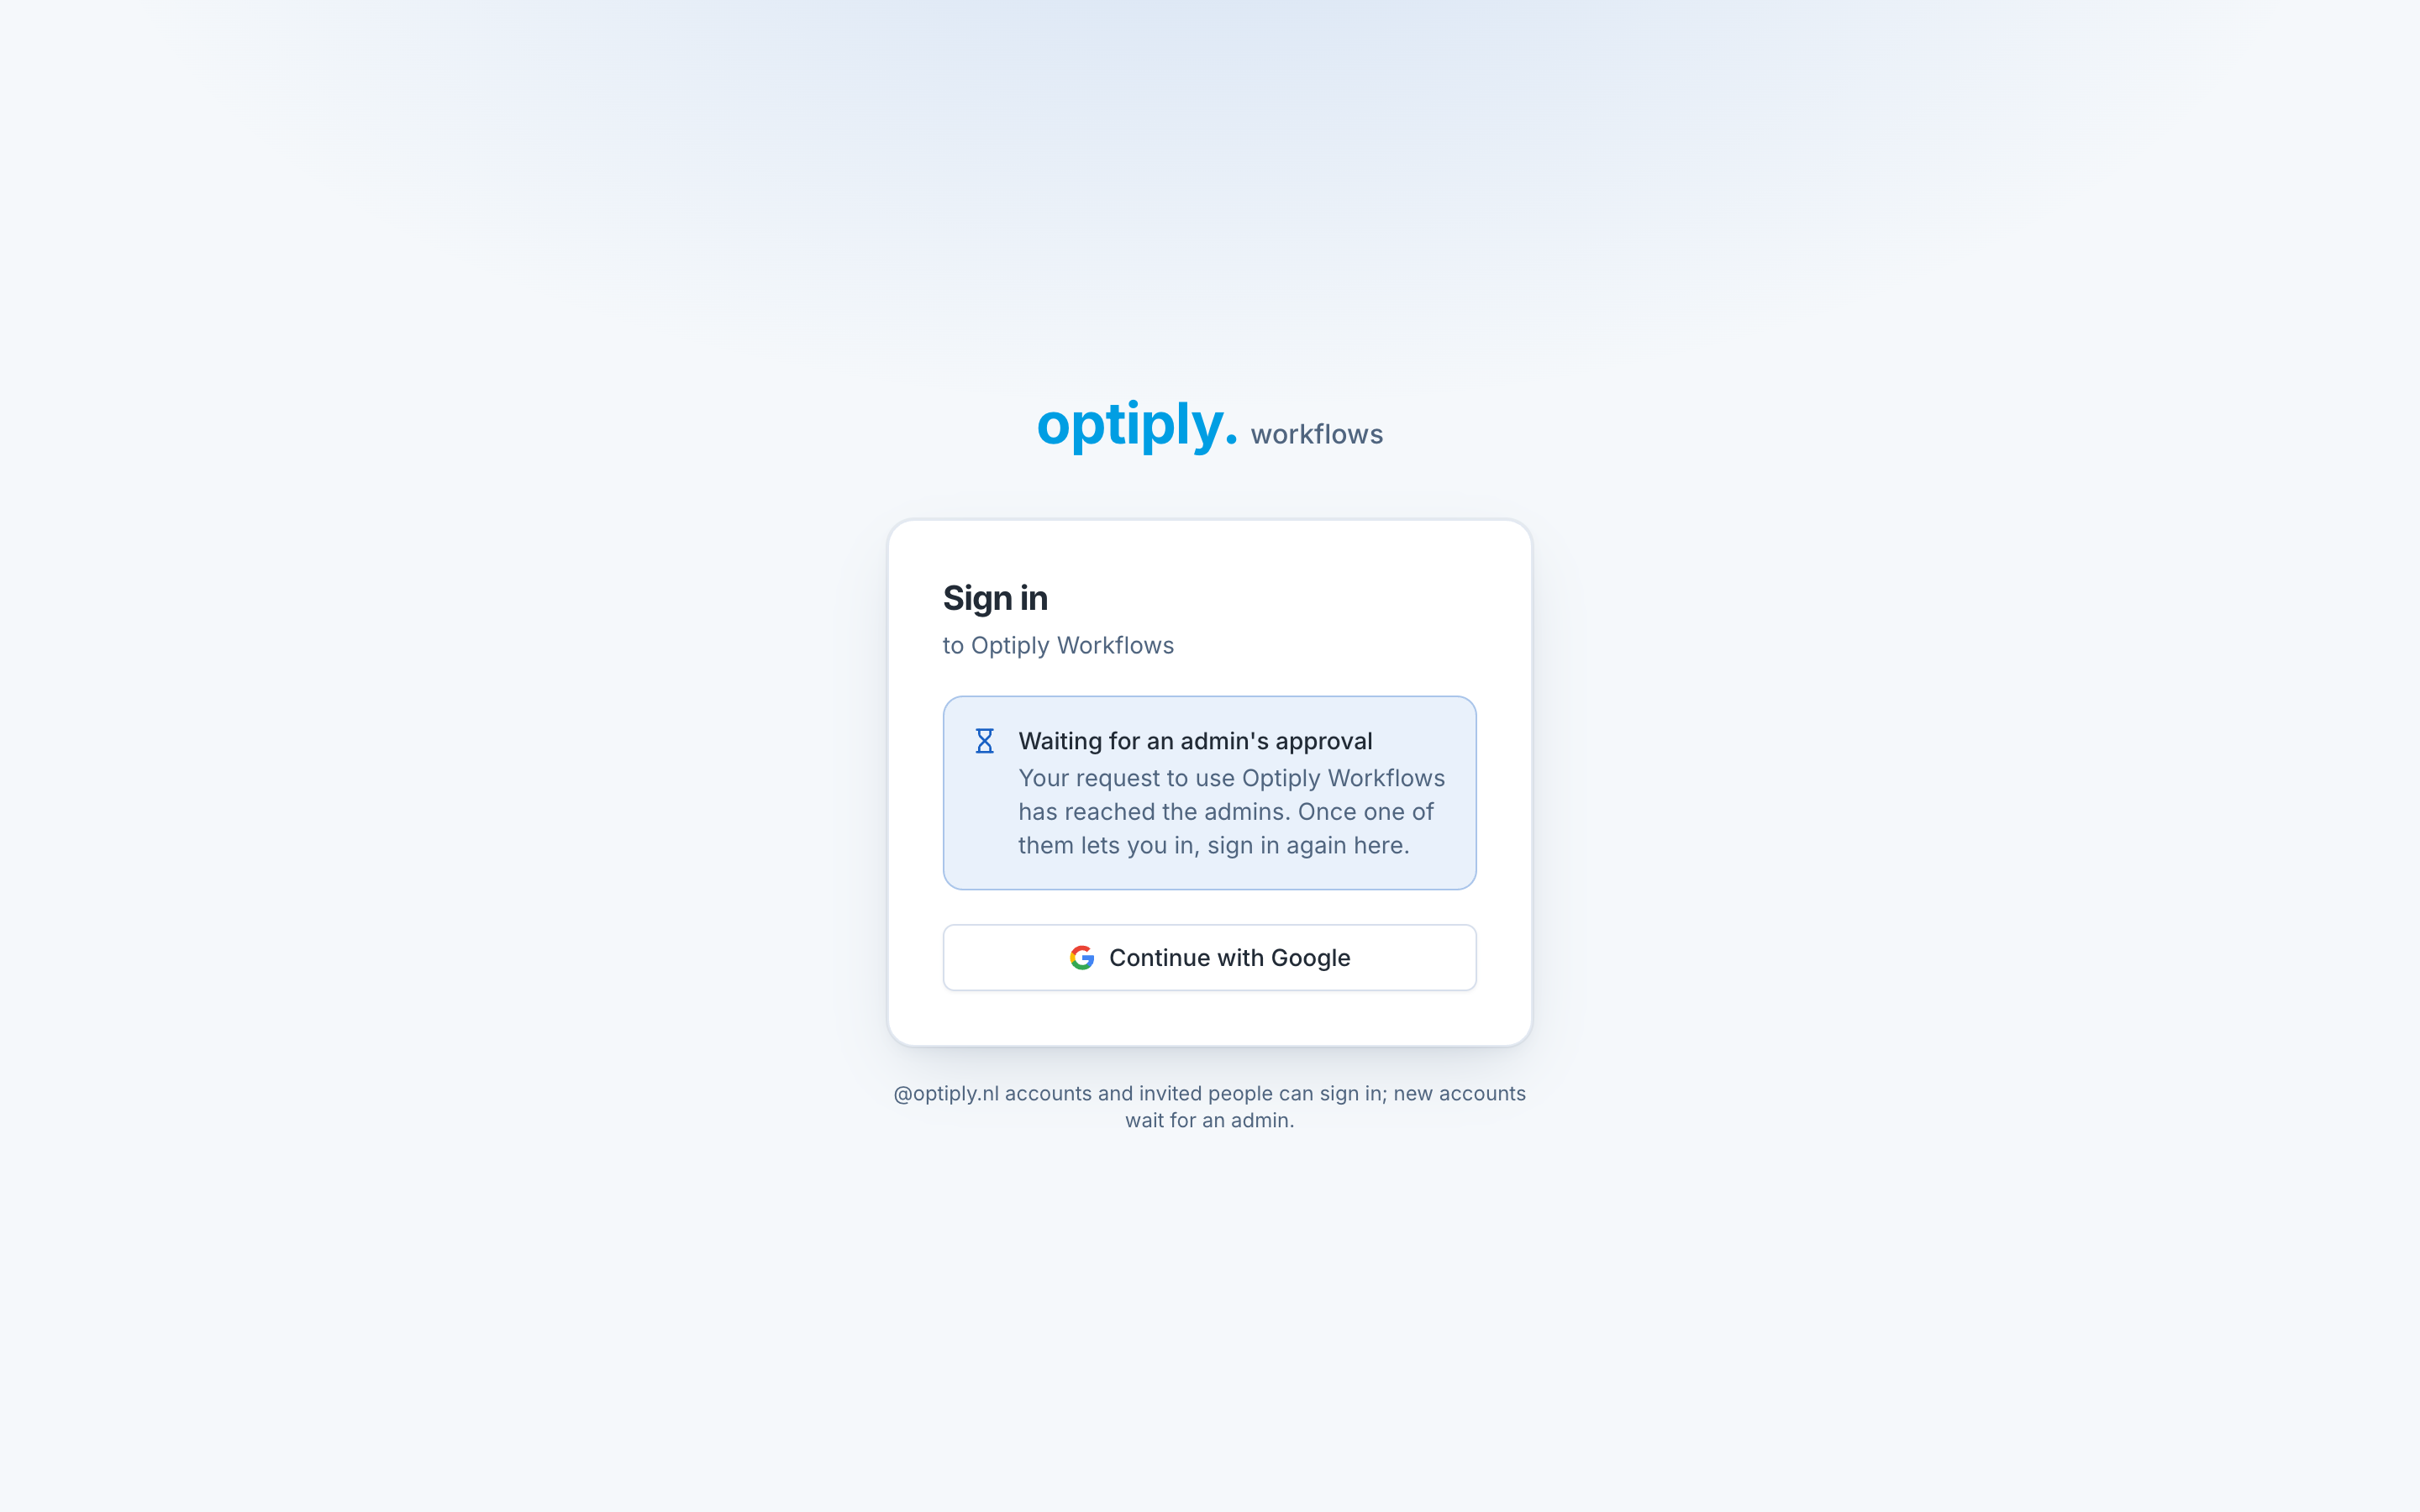 optiply. workflows
Sign in
to Optiply Workflows
Waiting for an admin's approval
Your request to use Optiply Workflows
has reached the admins. Once one of
them lets you in, sign in again here.
Continue with Google
@optiply.nl accounts and invited people can sign in; new accounts
wait for an admin.